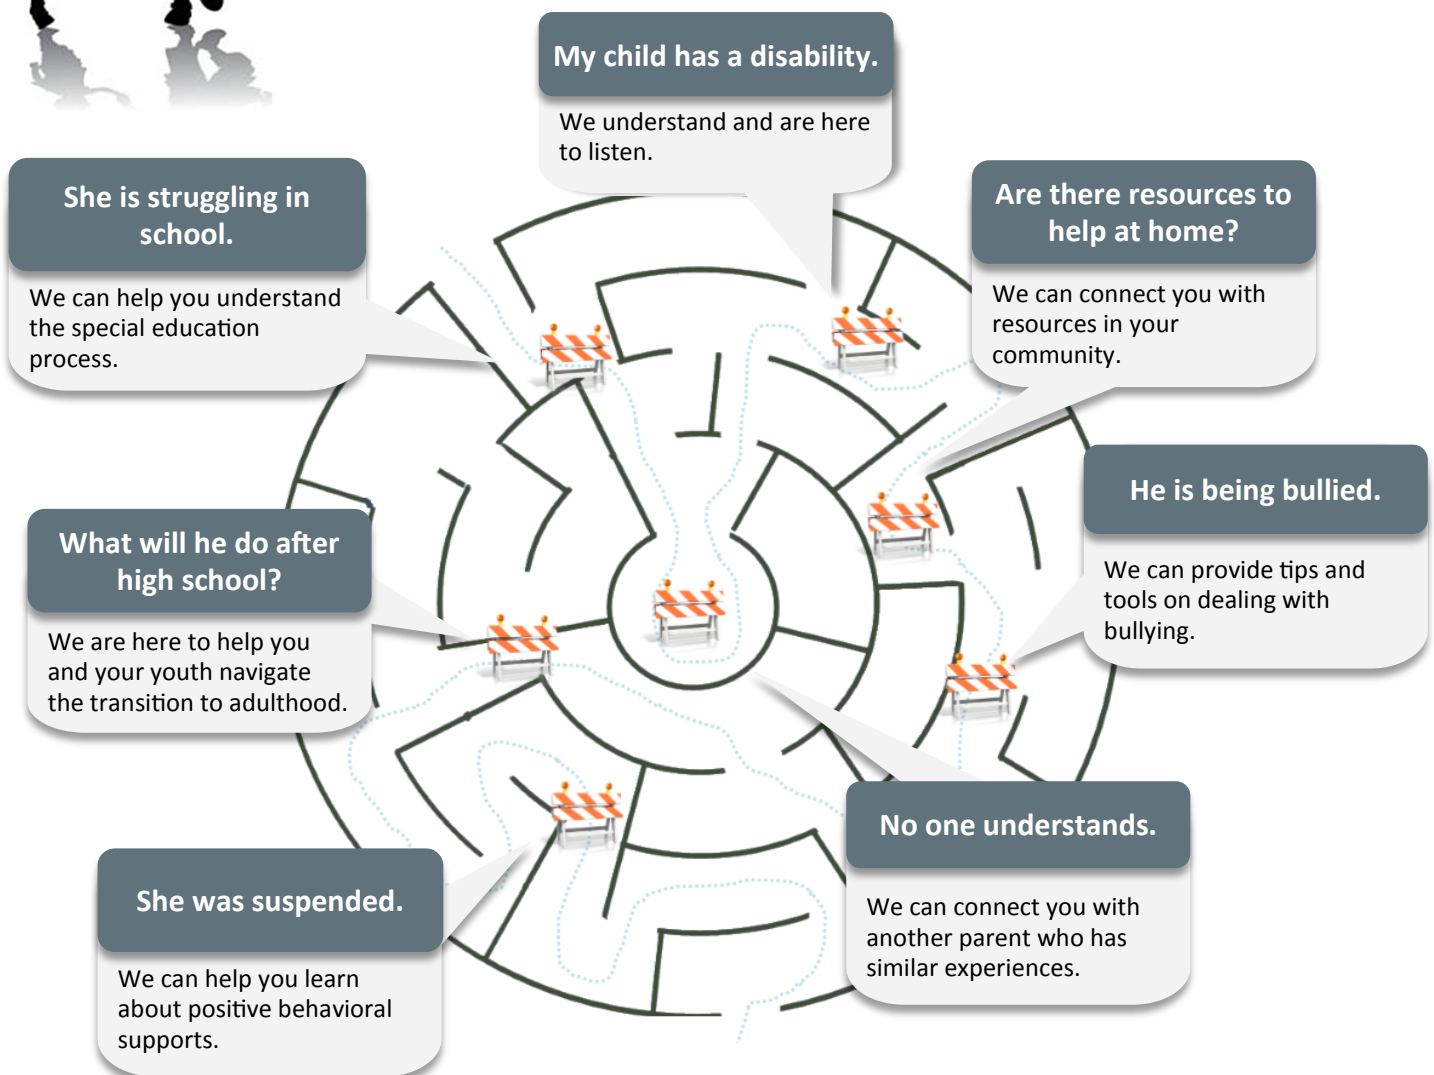 My child has a disability.
We understand and are here
to listen.
She is struggling in
school.
We can help you understand
the special education
process.
Are there resources to
help at home?
We can connect you with
resources in your
community.
He is being bullied.
We can provide tips and
tools on dealing with
bullying.
What will he do after
high school?
We are here to help you
and your youth navigate
the transition to adulthood.
No one understands.
We can connect you with
another parent who has
similar experiences.
She was suspended.
We can help you learn
about positive behavioral
supports.